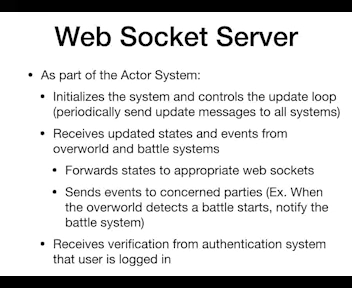 Web Socket Server
• As part of the Actor System:
• Initializes the system and controls the update loop
(periodically send update messages to all systems)
• Receives updated states and events from
overworld and battle systems
• Forwards states to appropriate web sockets
• Sends events to concerned parties (Ex. When
the overworld detects a battle starts, notify the
battle system)
• Receives verification from authentication system
that user is logged in